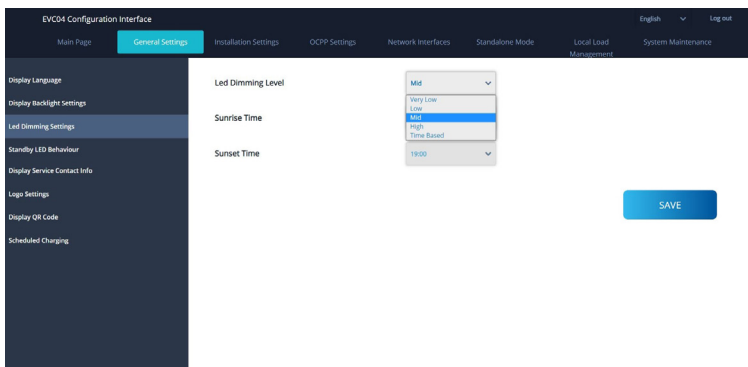 EVC04 Configuration Interface
English
Log out
Main Page
General Settings
Installation Settings
OCPP Settings
Network Interfaces
Standalone Mode
Local Load
Management
System Maintenance
Display Language
Display Backlight Settings
Led Dimming Settings
Standby LED Behaviour
Display Service Contact Info
Logo Settings
Display QR Code
Scheduled Charging
Led Dimming Level
Mid
Very Low
Low
Mid
High
Time Based
Sunrise Time
Sunset Time
19:00
SAVE